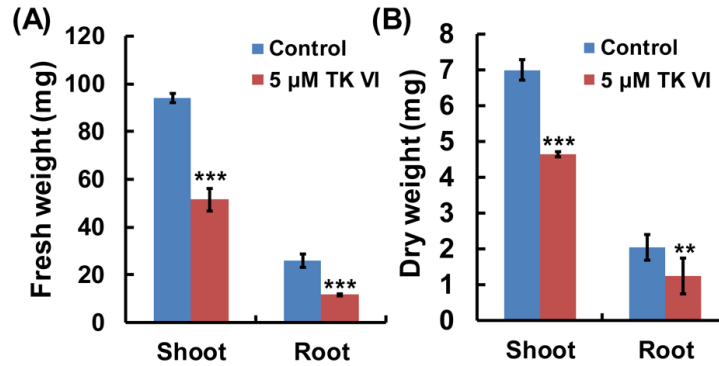 (A)
Fresh weight (mg)
120
100
80
60
40
20
0
Control
5 µM TK VI
***
***
Shoot
Root
(B)
Dry weight (mg)
8
7
6
5
4
3
2
1
0
Control
5 µM TK VI
***
**
Shoot
Root